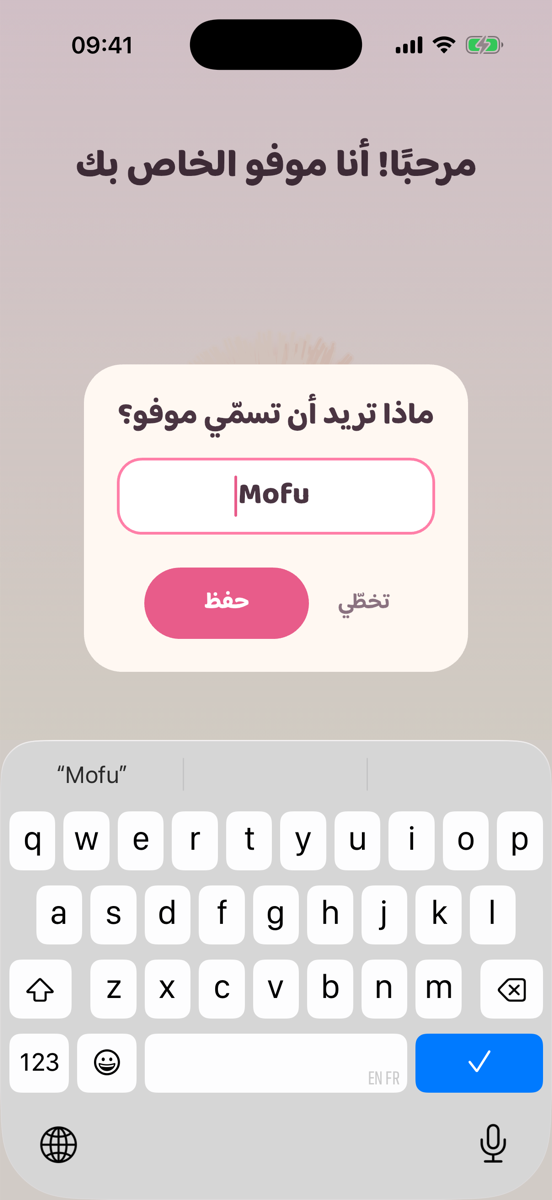 09:41
مرحبًا! أنا موفو الخاص بك
ماذا تريد أن تسمّي موفو؟
Mofu
تخطّي
حفظ
“Mofu”
q w e r t y u i o p
a s d f g h j k l
z x c v b n m
123
EN FR